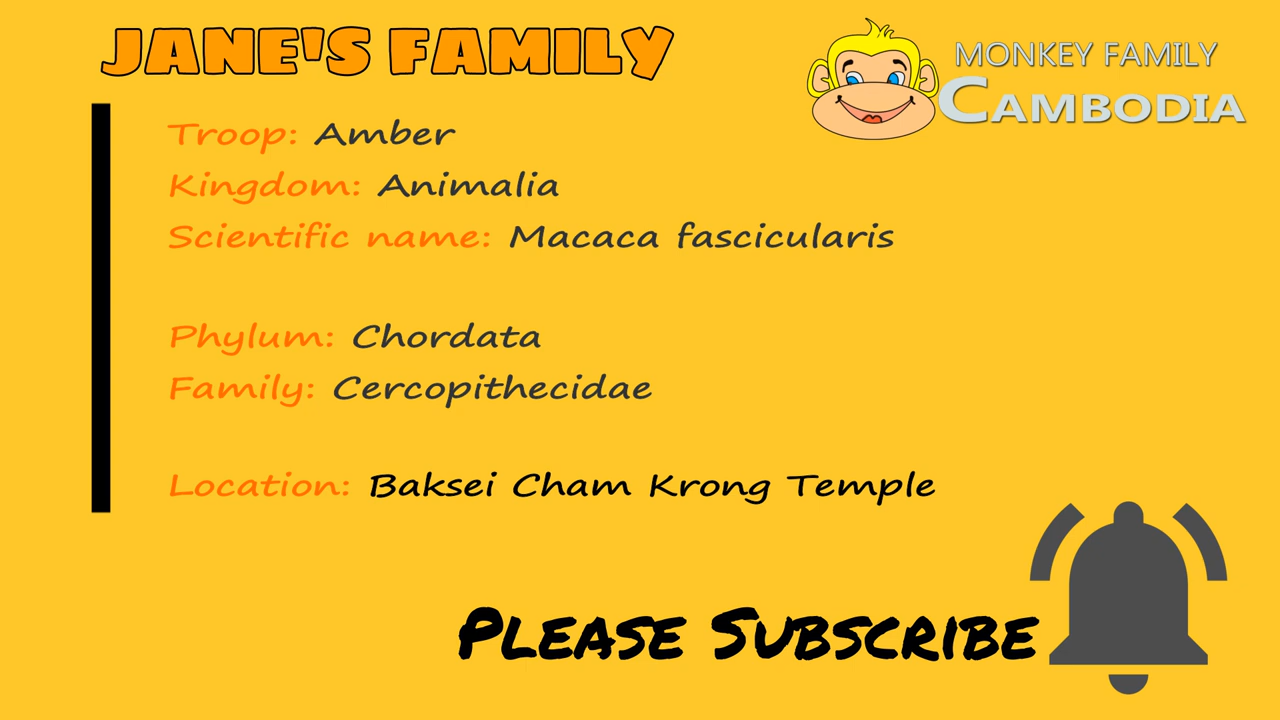 JANE'S FAMILY
MONKEY FAMILY
CAMBODIA
Troop: Amber
Kingdom: Animalia
Scientific name: Macaca fascicularis
Phylum: Chordata
Family: Cercopithecidae
Location: Baksei Cham Krong Temple
PLEASE SUBSCRIBE